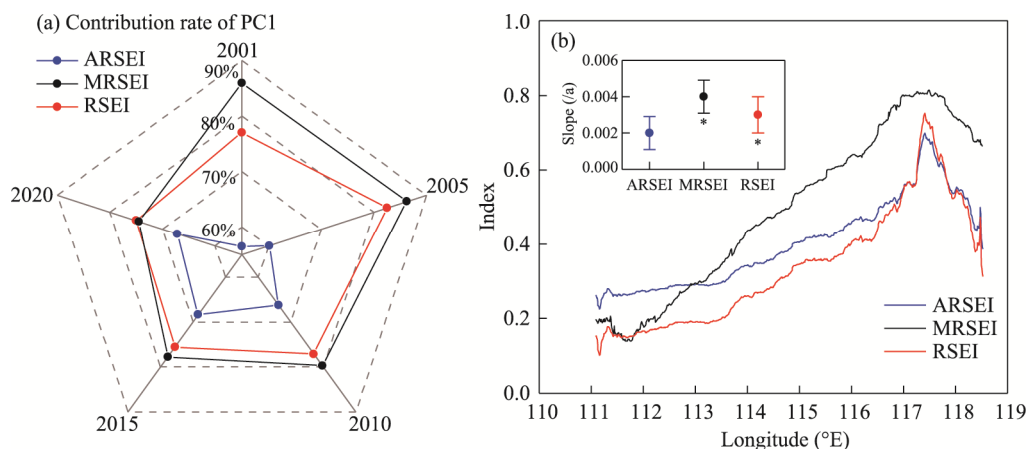 (a) Contribution rate of PC1
ARSEI
MRSEI
RSEI
2001
90%
80%
70%
60%
2005
2010
2015
2020
(b)
Index
1.0
0.8
0.6
0.4
0.2
0.0
110 111 112 113 114 115 116 117 118 119
Longitude (°E)
Slope (/a)
0.006
0.004
0.002
0.000
* *
ARSEI MRSEI RSEI
ARSEI
MRSEI
RSEI